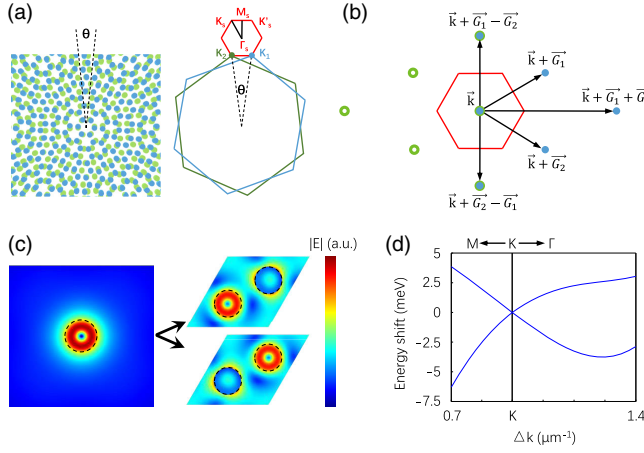 (a)
θ
M_s
K_s
K'_s
Γ_s
K_2
K_1
θ
(b)
k⃗ + G_1⃗ − G_2⃗
k⃗ + G_1⃗
k⃗
k⃗ + G_1⃗ + G
k⃗ + G_2⃗
k⃗ + G_2⃗ − G_1⃗
(c)
|E| (a.u.)
(d)
M K Γ
Energy shift (meV)
5
2.5
0
−2.5
−5
−7.5
0.7 K 1.4
Δk (μm⁻¹)